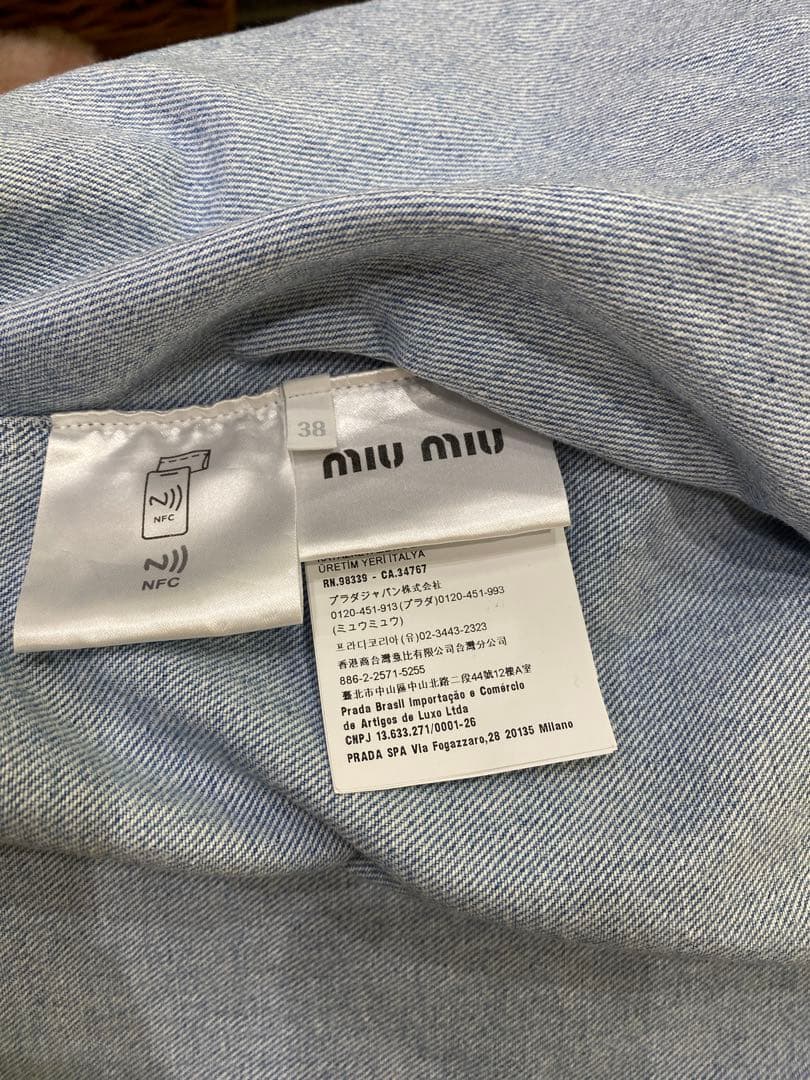 NFC
NFC
38
miu miu
ÜRETİM YERİ İTALYA
RN.98339 - CA.34767
プラダジャパン株式会社
0120-451-913(プラダ)0120-451-993
(ミュウミュウ)
프라다코리아(유)02-3443-2323
香港商台灣惫比有限公司台灣分公司
886-2-2571-5255
臺北市中山區中山北路二段44號12樓A室
Prada Brasil Importação e Comércio
de Artigos de Luxo Ltda
CNPJ 13.633.271/0001-26
PRADA SPA Via Fogazzaro,28 20135 Milano